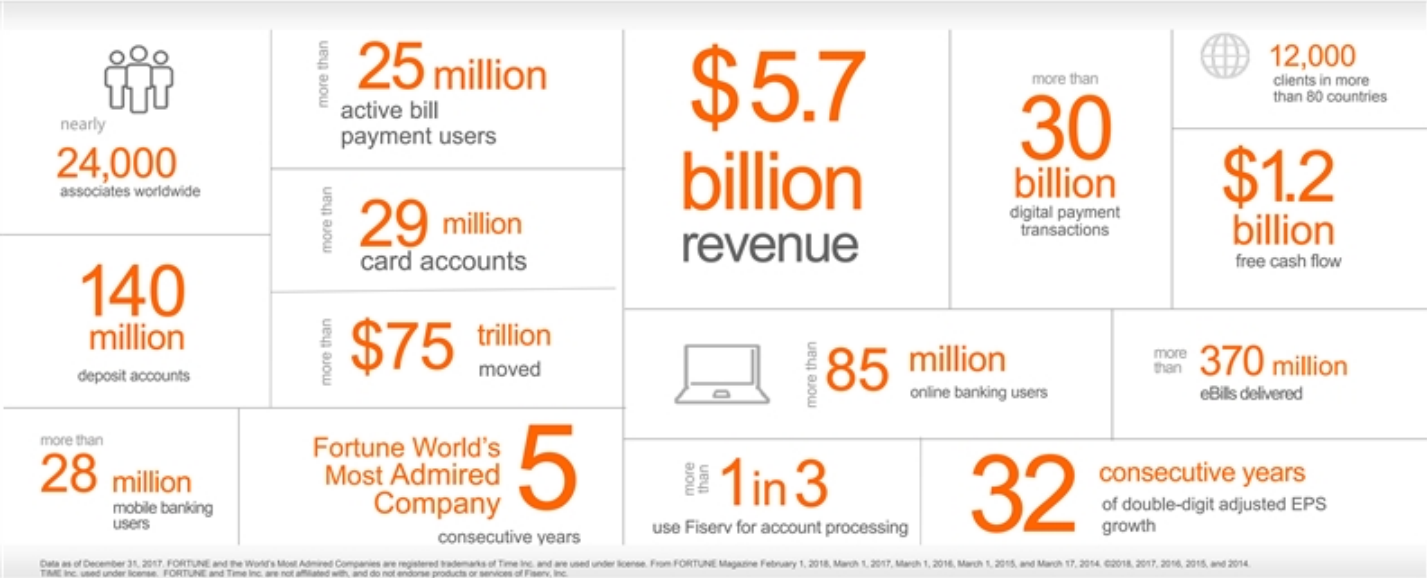 nearly
24,000
associates worldwide
140
million
deposit accounts
more than
28 million
mobile banking
users
more than
25 million
active bill
payment users
more than
29 million
card accounts
more than
$75 trillion
moved
Fortune World's
Most Admired
Company
5
consecutive years
$5.7
billion
revenue
more than
30
billion
digital payment
transactions
12,000
clients in more
than 80 countries
$1.2
billion
free cash flow
more than
85 million
online banking users
more
than
370 million
eBills delivered
more
than
1 in 3
use Fiserv for account processing
32 consecutive years
of double-digit adjusted EPS
growth
Data as of December 31, 2017. FORTUNE and the World's Most Admired Companies are registered trademarks of Time Inc. and are used under license. From FORTUNE Magazine February 1, 2018, March 1, 2017, March 1, 2016, March 1, 2015, and March 17, 2014. ©2018, 2017, 2016, 2015, and 2014.
TIME Inc. used under license. FORTUNE and Time Inc. are not affiliated with, and do not endorse products or services of Fiserv, Inc.